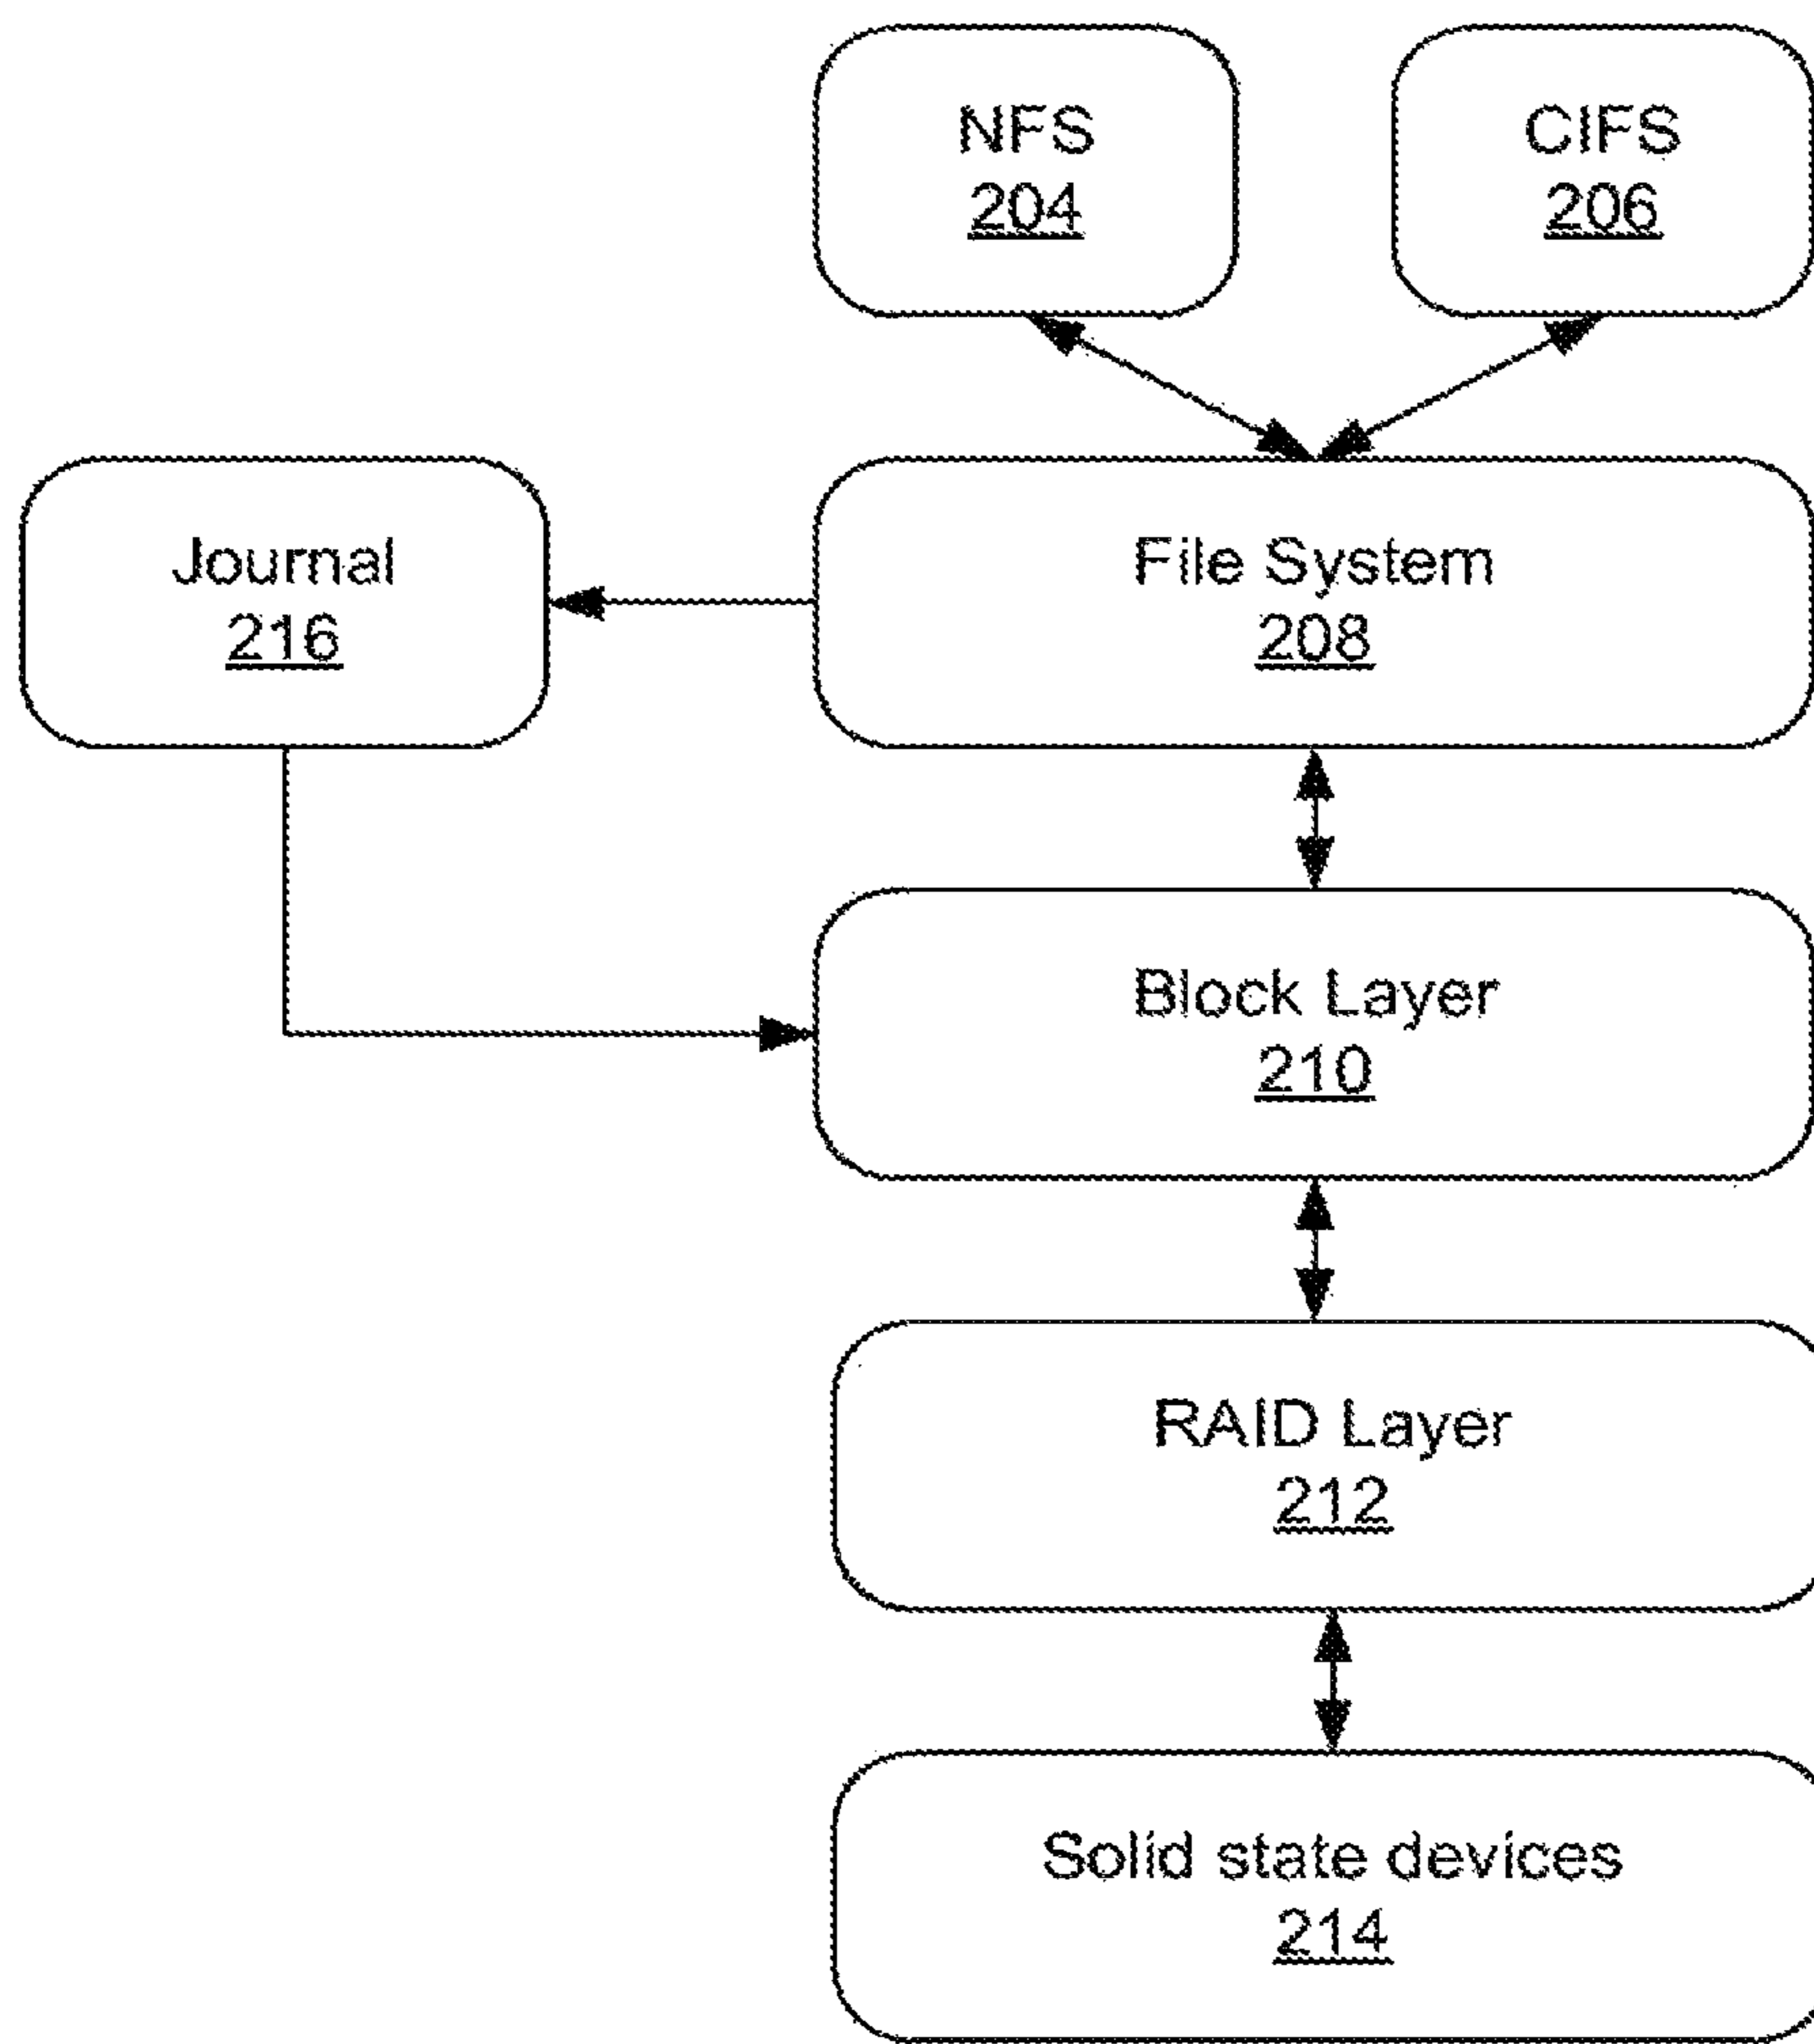 NFS
204
CIFS
206
Journal
216
File System
208
Block Layer
210
RAID Layer
212
Solid state devices
214